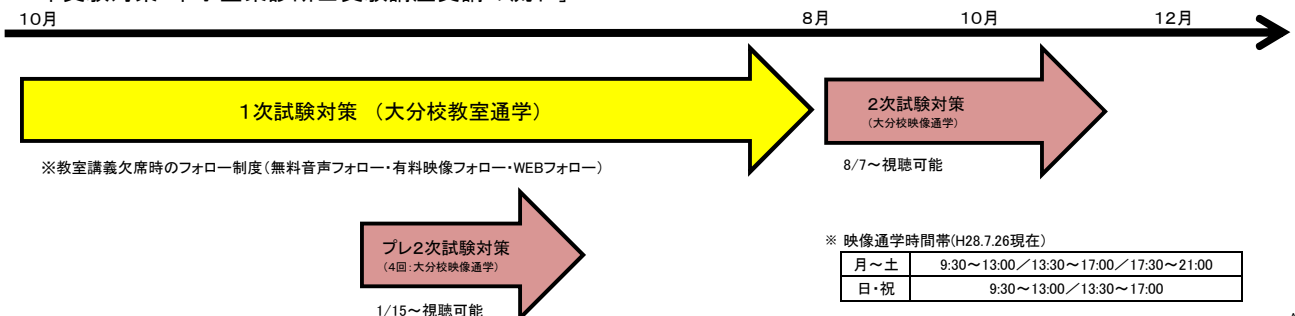 10月
8月
10月
12月
1次試験対策 (大分校教室通学)
2次試験対策
(大分校映像通学)
※教室講義欠席時のフォロー制度(無料音声フォロー・有料映像フォロー・WEBフォロー)
8/7～視聴可能
プレ2次試験対策
(4回:大分校映像通学)
1/15～視聴可能
※ 映像通学時間帯(H28.7.26現在)
月～土 9:30～13:00／13:30～17:00／17:30～21:00
日・祝 9:30～13:00／13:30～17:00